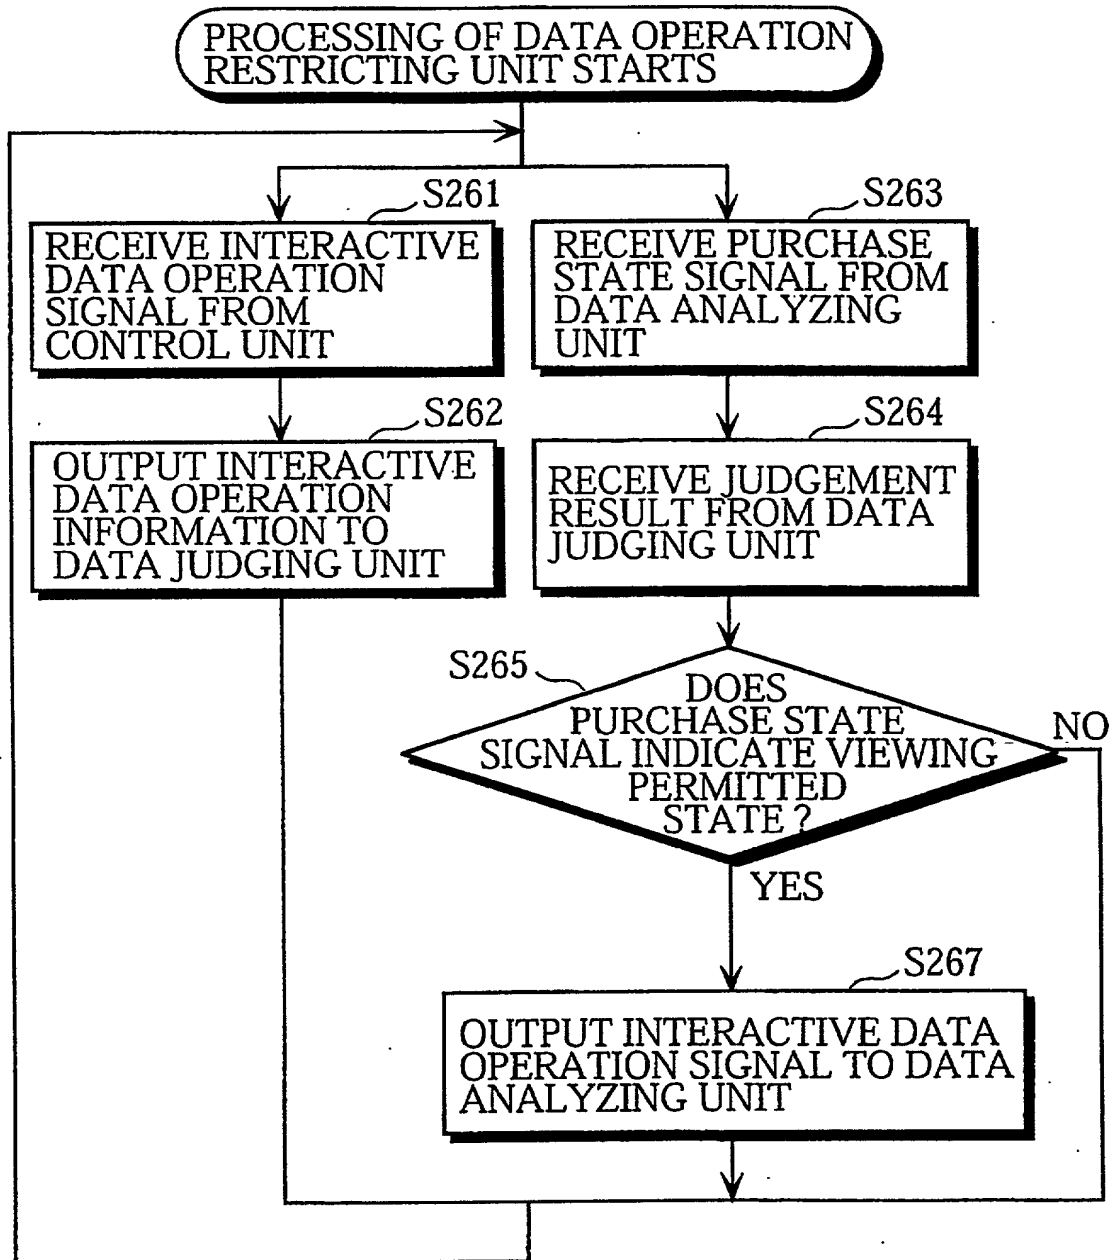 PROCESSING OF DATA OPERATION
RESTRICTING UNIT STARTS
S261
RECEIVE INTERACTIVE
DATA OPERATION
SIGNAL FROM
CONTROL UNIT
S262
OUTPUT INTERACTIVE
DATA OPERATION
INFORMATION TO
DATA JUDGING UNIT
S263
RECEIVE PURCHASE
STATE SIGNAL FROM
DATA ANALYZING
UNIT
S264
RECEIVE JUDGEMENT
RESULT FROM DATA
JUDGING UNIT
S265
DOES
PURCHASE STATE
SIGNAL INDICATE VIEWING
PERMITTED
STATE ?
NO
YES
S267
OUTPUT INTERACTIVE DATA
OPERATION SIGNAL TO DATA
ANALYZING UNIT